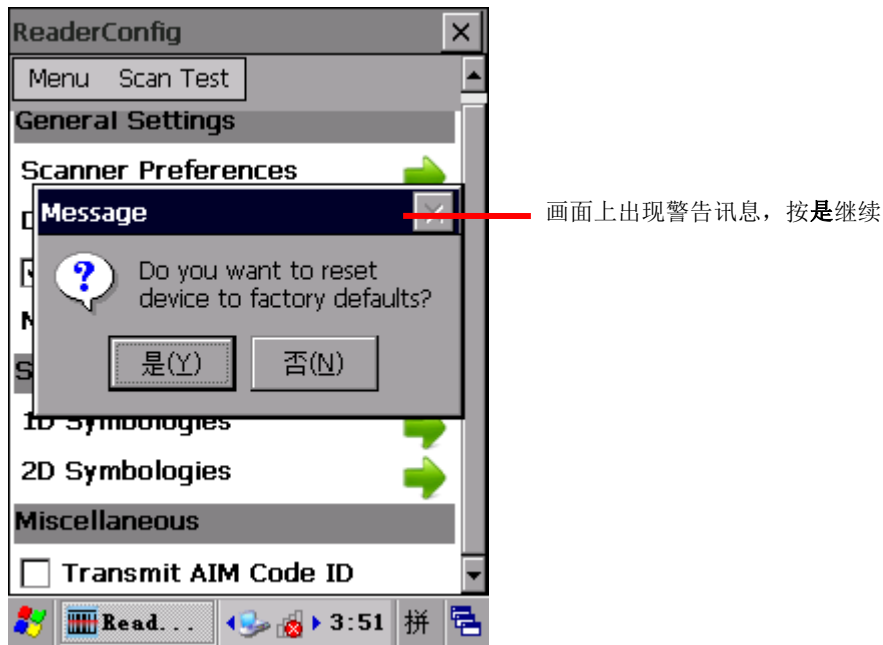 ReaderConfig
Menu Scan Test
General Settings
Scanner Preferences
Message
画面上出现警告讯息，按是继续
Do you want to reset
device to factory defaults?
是(Y) 否(N)
1D Symbologies
2D Symbologies
Miscellaneous
Transmit AIM Code ID
Read... 3:51 拼